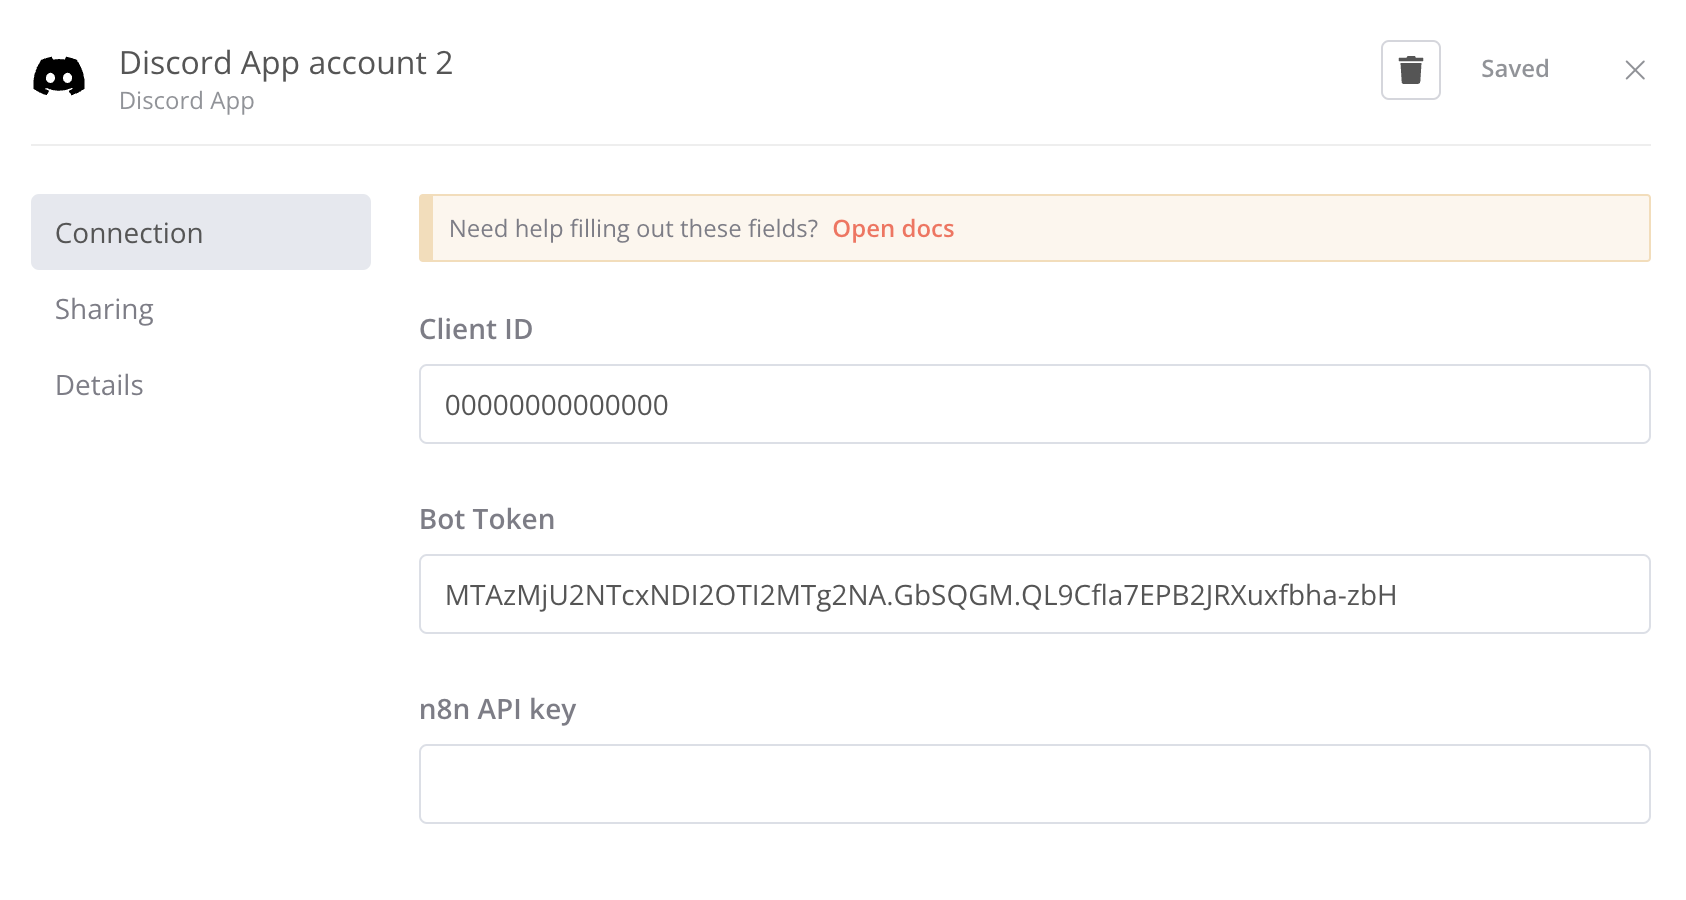 Discord App account 2
Discord App
Saved
Connection
Sharing
Details
Need help filling out these fields? Open docs
Client ID
00000000000000
Bot Token
MTAzMjU2NTcxNDI2OTI2MTg2NA.GbSQGM.QL9Cfla7EPB2JRXuxfbha-zbH
n8n API key